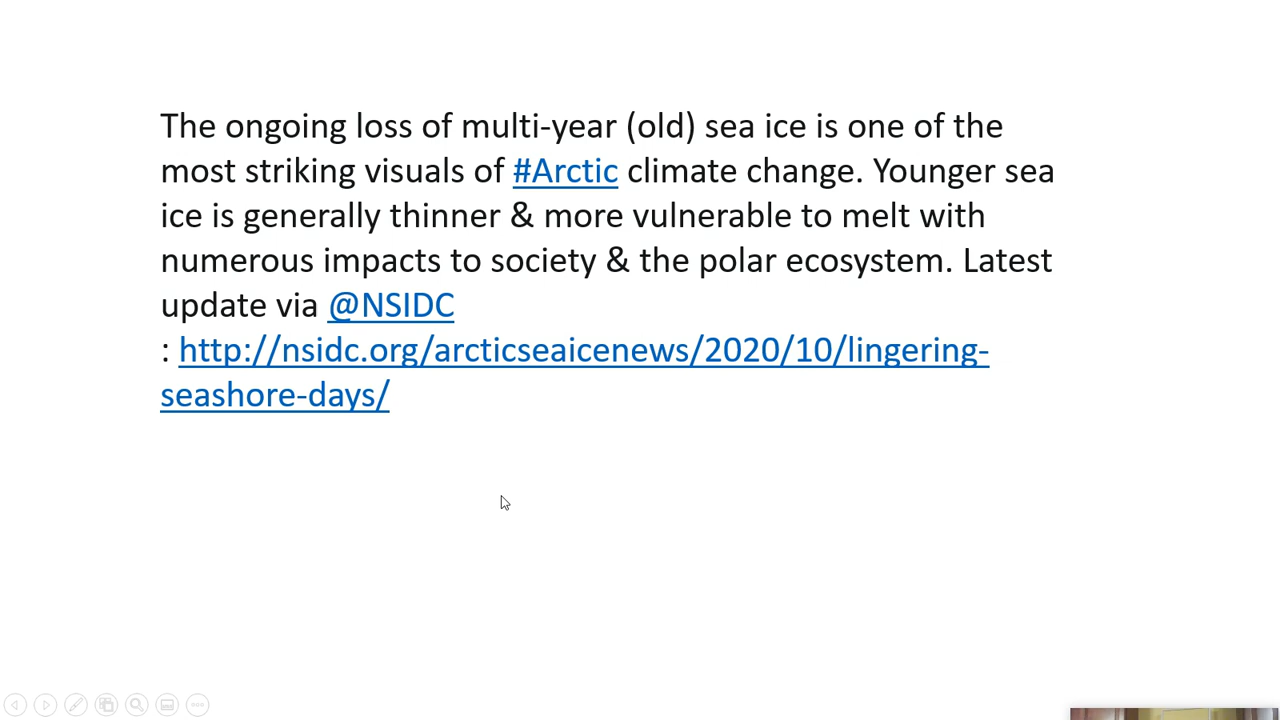 The ongoing loss of multi-year (old) sea ice is one of the
most striking visuals of #Arctic climate change. Younger sea
ice is generally thinner & more vulnerable to melt with
numerous impacts to society & the polar ecosystem. Latest
update via @NSIDC
: http://nsidc.org/arcticseaicenews/2020/10/lingering-
seashore-days/